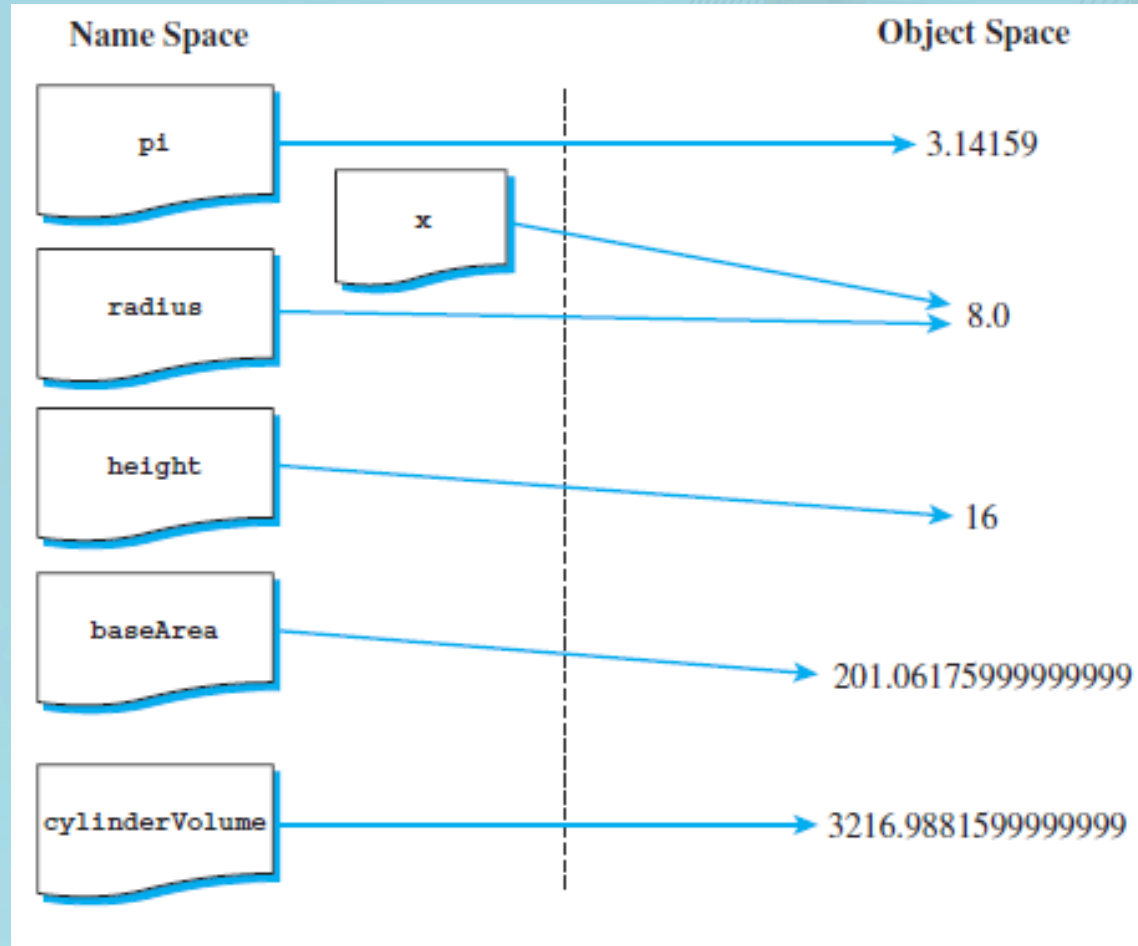 Name Space
Object Space
pi
3.14159
x
radius
8.0
height
16
baseArea
201.06175999999999
cylinderVolume
3216.9881599999999